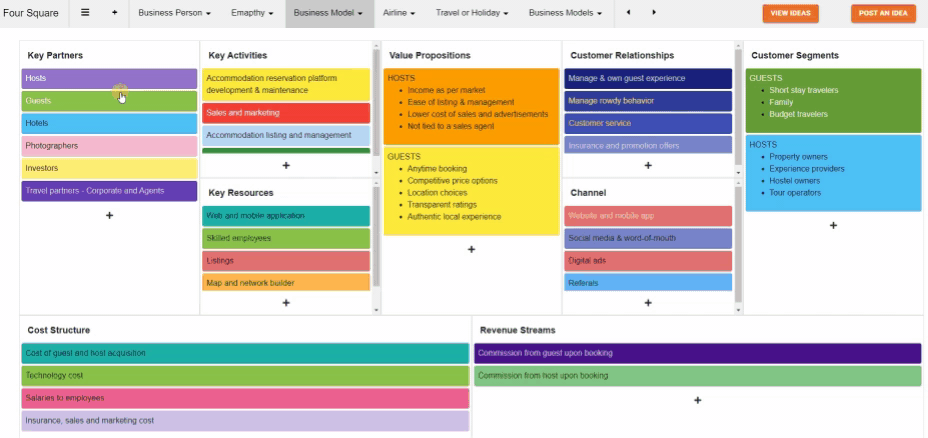 Four Square
+
Business Person
Emapthy
Business Model
Airline
Travel or Holiday
Business Models
VIEW IDEAS
POST AN IDEA
Key Partners
Hosts
Guests
Hotels
Photographers
Investors
Travel partners - Corporate and Agents
+
Key Activities
Accommodation reservation platform
development & maintenance
Sales and marketing
Accommodation listing and management
+
Key Resources
Web and mobile application
Skilled employees
Listings
Map and network builder
+
Value Propositions
HOSTS
• Income as per market
• Ease of listing & management
• Lower cost of sales and advertisements
• Not tied to a sales agent
GUESTS
• Anytime booking
• Competitive price options
• Location choices
• Transparent ratings
• Authentic local experience
+
Customer Relationships
Manage & own guest experience
Manage rowdy behavior
Customer service
Insurance and promotion offers
+
Channel
Website and mobile app
Social media & word-of-mouth
Digital ads
Referals
+
Customer Segments
GUESTS
• Short stay travelers
• Family
• Budget travelers
HOSTS
• Property owners
• Experience providers
• Hostel owners
• Tour operators
+
Cost Structure
Cost of guest and host acquisition
Technology cost
Salaries to employees
Insurance, sales and marketing cost
Revenue Streams
Commission from guest upon booking
Commission from host upon booking
+